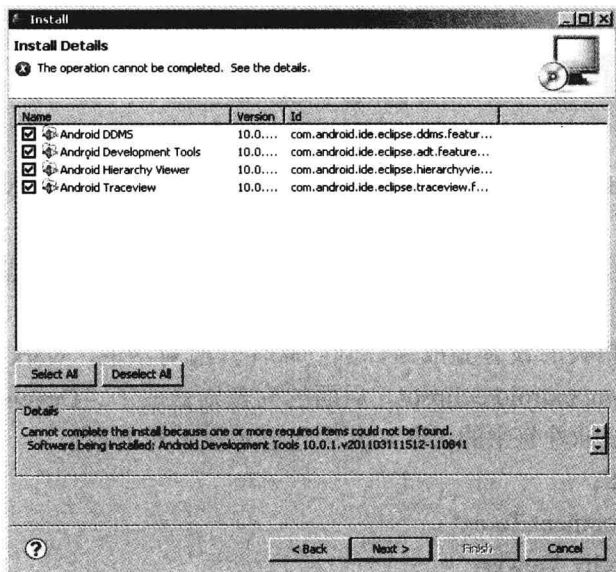 Install
Install Details
The operation cannot be completed. See the details.
Name Version Id
Android DDMS 10.0.... com.android.ide.eclipse.ddms.featur...
Android Development Tools 10.0.... com.android.ide.eclipse.adt.feature...
Android Hierarchy Viewer 10.0.... com.android.ide.eclipse.hierarchyvie...
Android Traceview 10.0.... com.android.ide.eclipse.traceview.f...
Select All Deselect All
Details
Cannot complete the install because one or more required items could not be found.
Software being installed: Android Development Tools 10.0.1.v201103111512-110841
? < Back Next > Finish Cancel